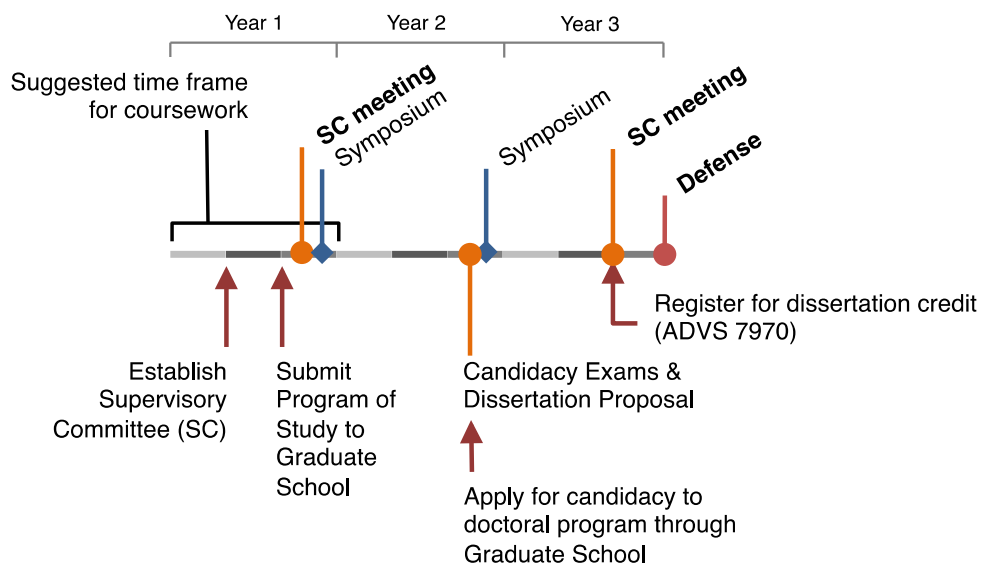 Year 1
Year 2
Year 3
Suggested time frame
for coursework
SC meeting
Symposium
Symposium
SC meeting
Defense
Register for dissertation credit
(ADVS 7970)
Establish
Supervisory
Committee (SC)
Submit
Program of
Study to
Graduate
School
Candidacy Exams &
Dissertation Proposal
Apply for candidacy to
doctoral program through
Graduate School